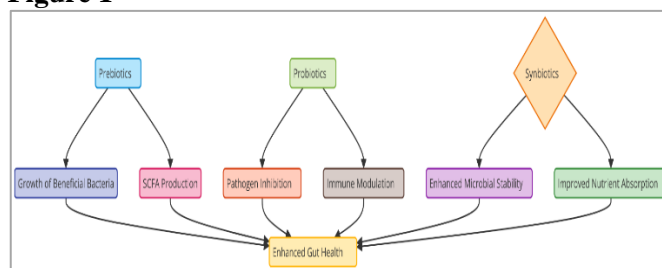 Figure 1
Prebiotics
Probiotics
Synbiotics
Growth of Beneficial Bacteria
SCFA Production
Pathogen Inhibition
Immune Modulation
Enhanced Microbial Stability
Improved Nutrient Absorption
Enhanced Gut Health